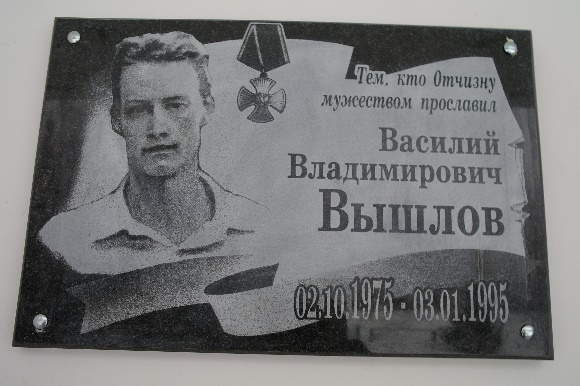 Тем, кто Отчизну
мужеством прославил
Василий
Владимирович
Вышлов
02.10.1975 - 03.01.1995